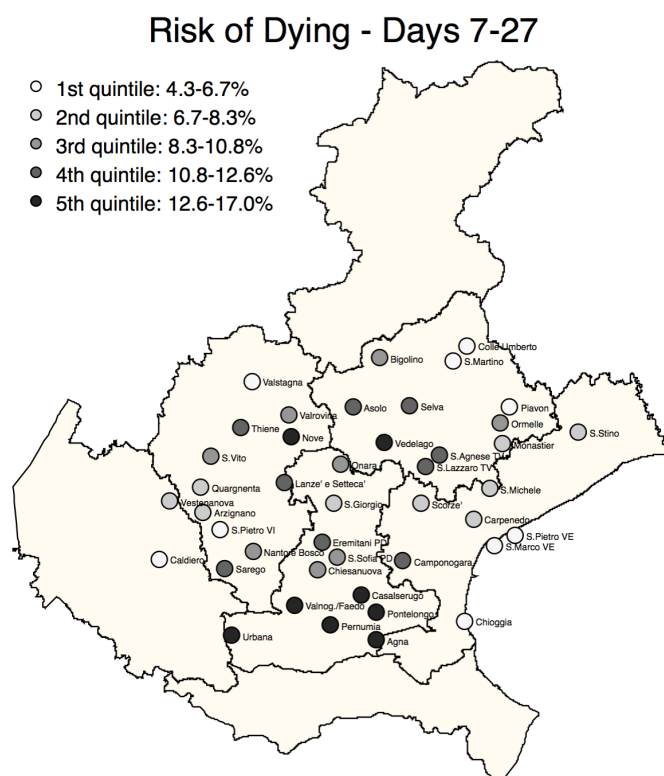 Risk of Dying - Days 7-27
1st quintile: 4.3-6.7%
2nd quintile: 6.7-8.3%
3rd quintile: 8.3-10.8%
4th quintile: 10.8-12.6%
5th quintile: 12.6-17.0%
Colle Umberto
Bigolino
S.Martino
Valstagna
Asolo
Selva
Piavon
Valrovina
Ormelle
Thiene
Nove
Vedelago
Monastier
S.Stino
S.Vito
Onara
S.Agnese TV
S.Lazzaro TV
Quargnenta
Lanze' e Setteca'
S.Michele
Vestenanova
Arzignano
S.Giorgio
Scorze'
Carpenedo
S.Pietro VI
S.Pietro VE
Eremitani PD
S.Marco VE
Caldiero
Nanto e Bosco
S.Sofia PD
Camponogara
Sarego
Chiesanuova
Casalserugo
Valnog./Faedo
Pontelongo
Chioggia
Pernumia
Urbana
Agna